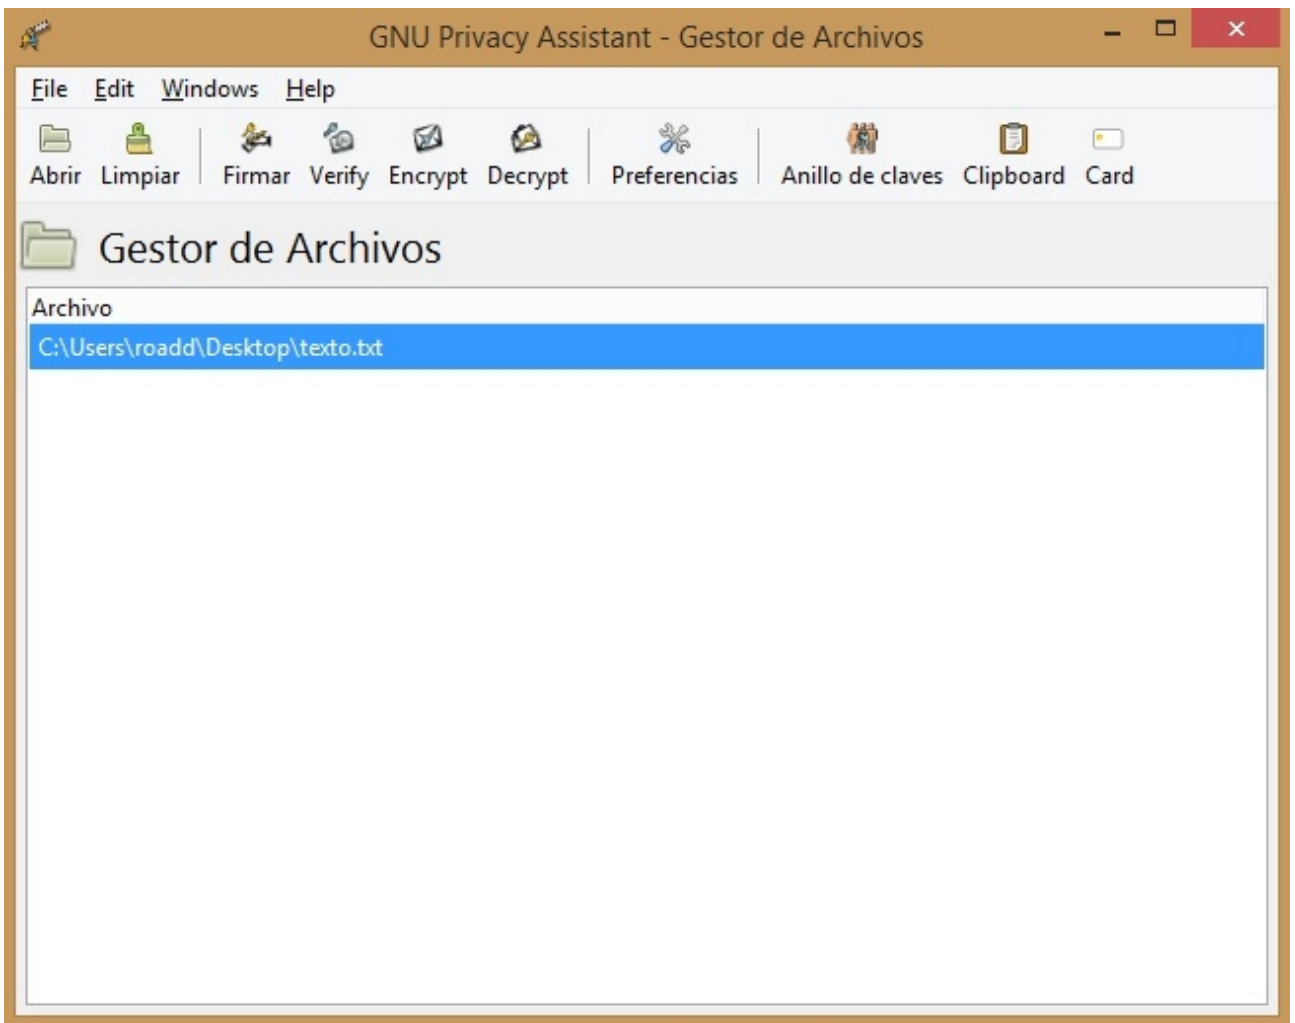 GNU Privacy Assistant - Gestor de Archivos
File Edit Windows Help
Abrir Limpiar Firmar Verify Encrypt Decrypt Preferencias Anillo de claves Clipboard Card
Gestor de Archivos
Archivo
C:\Users\roadd\Desktop\texto.txt